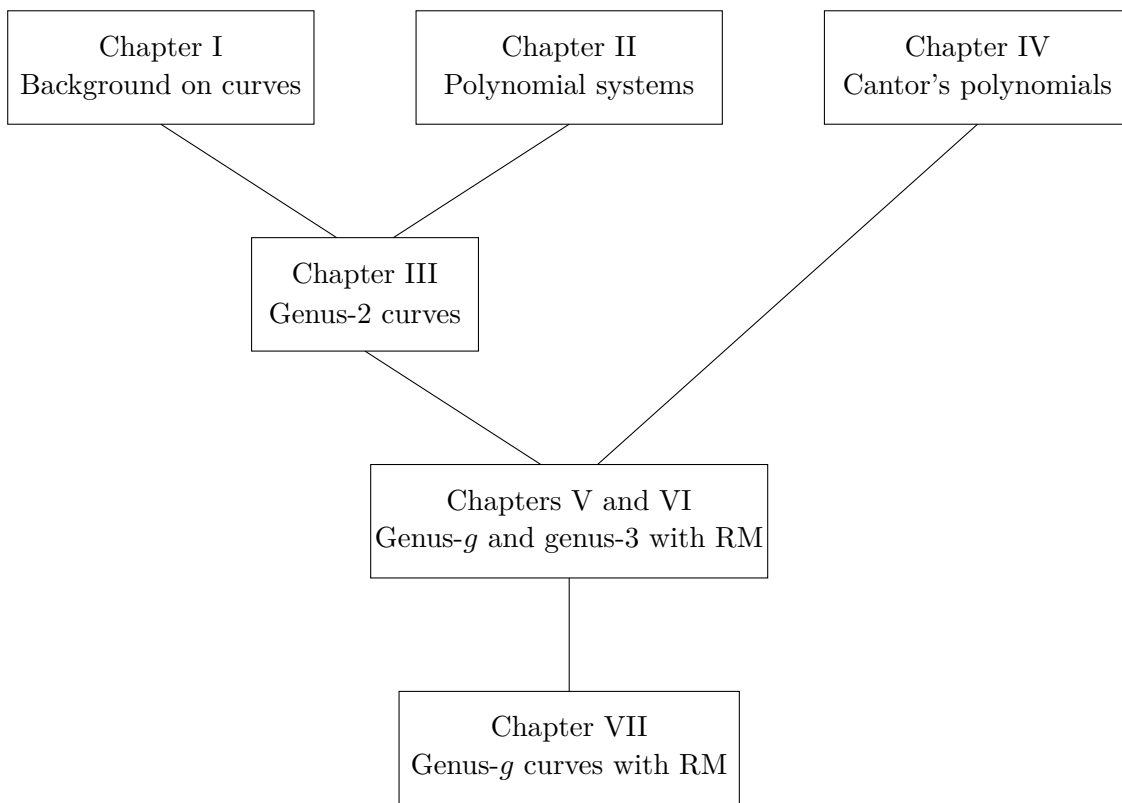 Chapter I
Background on curves
Chapter II
Polynomial systems
Chapter IV
Cantor's polynomials
Chapter III
Genus-2 curves
Chapters V and VI
Genus-g and genus-3 with RM
Chapter VII
Genus-g curves with RM